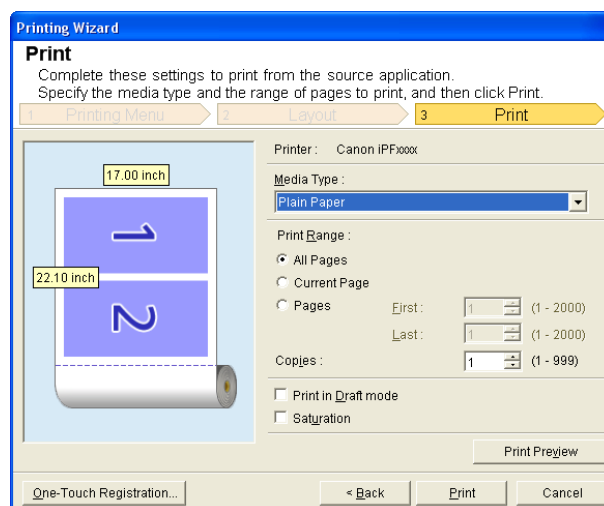 Printing Wizard
Print
Complete these settings to print from the source application.
Specify the media type and the range of pages to print, and then click Print.
1 Printing Menu 2 Layout 3 Print
Printer : Canon iPFxxxx
17.00 inch
Media Type :
Plain Paper
1
Print Range :
All Pages
22.10 inch
Current Page
Pages First : 1 (1 - 2000)
2
Last : 1 (1 - 2000)
Copies : 1 (1 - 999)
Print in Draft mode
Saturation
Print Preview
One-Touch Registration... < Back Print Cancel